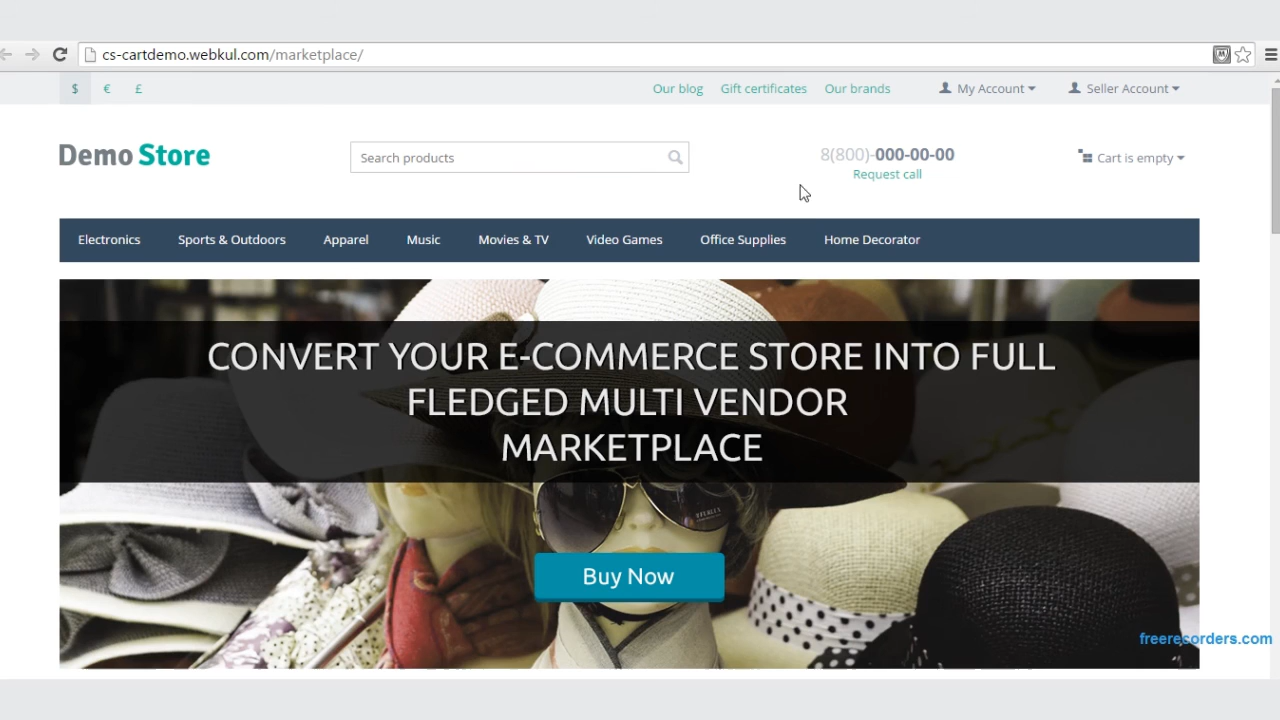 cs-cartdemo.webkul.com/marketplace/
$ € £ Our blog Gift certificates Our brands My Account Seller Account
Demo Store Search products 8(800)-000-00-00 Cart is empty
Request call
Electronics Sports & Outdoors Apparel Music Movies & TV Video Games Office Supplies Home Decorator
CONVERT YOUR E-COMMERCE STORE INTO FULL
FLEDGED MULTI VENDOR
MARKETPLACE
Buy Now
freerecorders.com